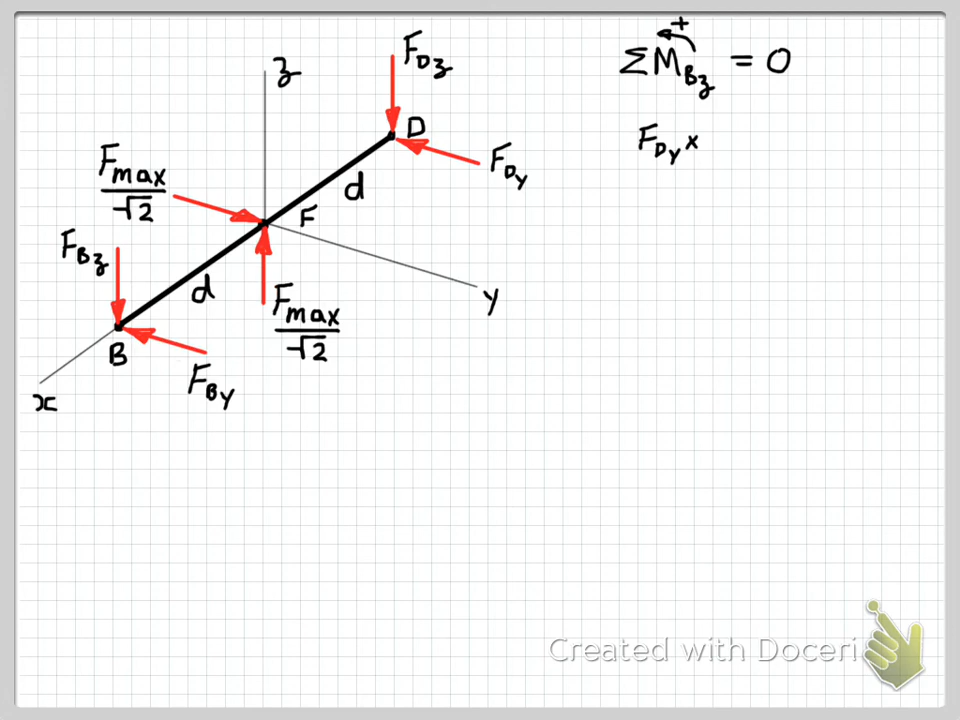 ΣM_Bz = 0
+
F_Dy x
z
F_Dz
D
F_Dy
d
F_max/√2
F
F_Bz
d
F_max/√2
y
B
F_By
x
Created with Doceri